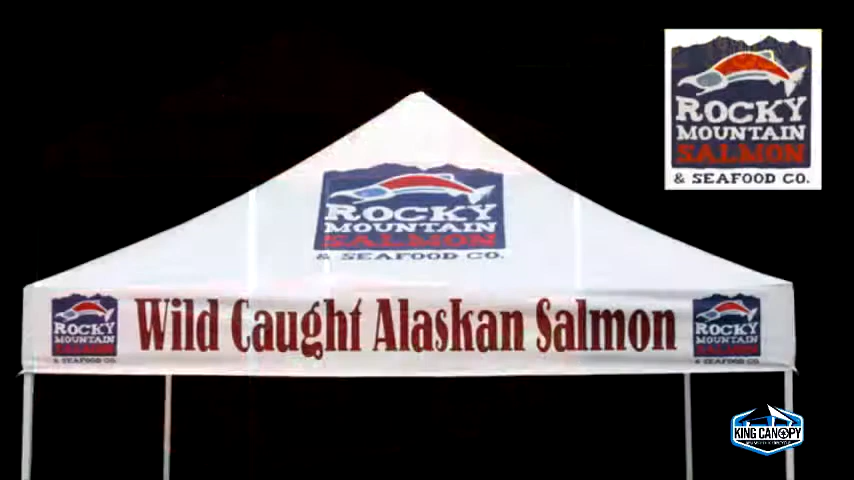 ROCKY
MOUNTAIN
SALMON
& SEAFOOD CO.
ROCKY
MOUNTAIN
SALMON
& SEAFOOD CO.
Wild Caught Alaskan Salmon
ROCKY
MOUNTAIN
SALMON
& SEAFOOD CO.
ROCKY
MOUNTAIN
SALMON
& SEAFOOD CO.
KING CANOPY